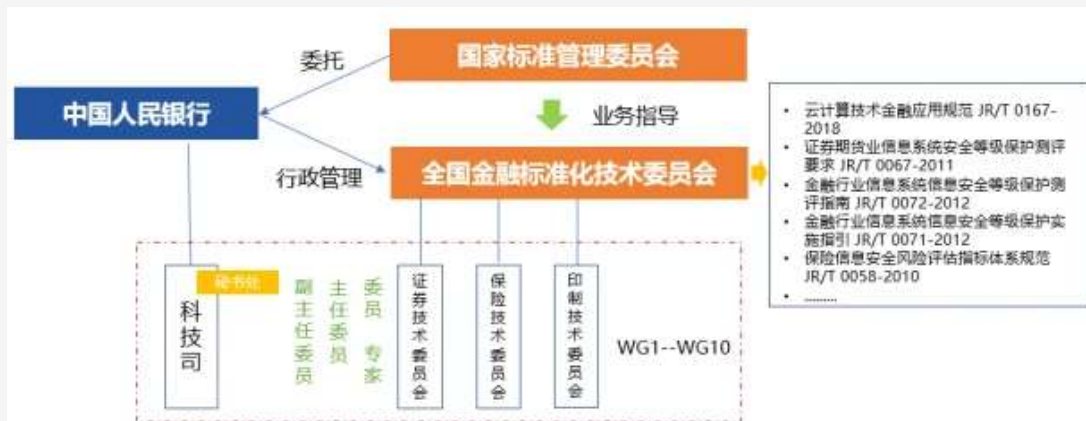 委托
国家标准管理委员会
中国人民银行
业务指导
行政管理
全国金融标准化技术委员会
• 云计算技术金融应用规范 JR/T 0167-
2018
• 证券期货业信息系统安全等级保护测评
要求 JR/T 0067-2011
• 金融行业信息系统信息安全等级保护测
评指南 JR/T 0072-2012
• 金融行业信息系统信息安全等级保护实
施指引 JR/T 0071-2012
• 保险信息安全风险评估指标体系规范
JR/T 0058-2010
• .........
科技司
秘书处
副主任委员
主任委员
委员 专家
证券技术委员会
保险技术委员会
印制技术委员会
WG1--WG10